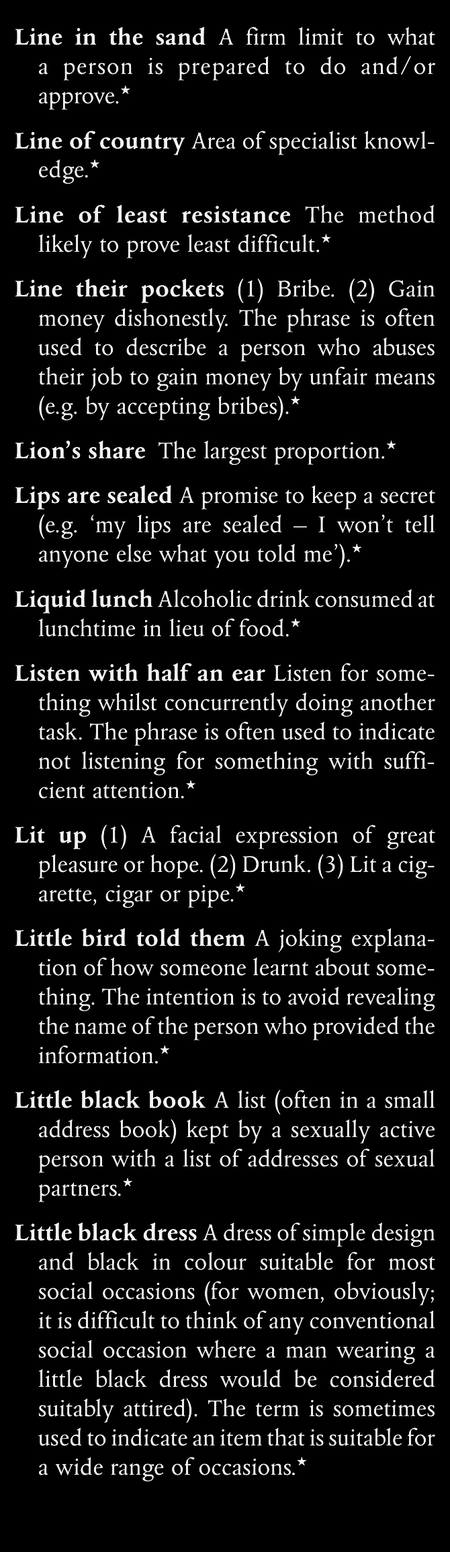 Line in the sand A firm limit to what
a person is prepared to do and/or
approve.★
Line of country Area of specialist knowl-
edge.★
Line of least resistance The method
likely to prove least difficult.★
Line their pockets (1) Bribe. (2) Gain
money dishonestly. The phrase is often
used to describe a person who abuses
their job to gain money by unfair means
(e.g. by accepting bribes).★
Lion’s share The largest proportion.★
Lips are sealed A promise to keep a secret
(e.g. ‘my lips are sealed – I won’t tell
anyone else what you told me’).★
Liquid lunch Alcoholic drink consumed at
lunchtime in lieu of food.★
Listen with half an ear Listen for some-
thing whilst concurrently doing another
task. The phrase is often used to indicate
not listening for something with suffi-
cient attention.★
Lit up (1) A facial expression of great
pleasure or hope. (2) Drunk. (3) Lit a cig-
arette, cigar or pipe.★
Little bird told them A joking explana-
tion of how someone learnt about some-
thing. The intention is to avoid revealing
the name of the person who provided the
information.★
Little black book A list (often in a small
address book) kept by a sexually active
person with a list of addresses of sexual
partners.★
Little black dress A dress of simple design
and black in colour suitable for most
social occasions (for women, obviously;
it is difficult to think of any conventional
social occasion where a man wearing a
little black dress would be considered
suitably attired). The term is sometimes
used to indicate an item that is suitable for
a wide range of occasions.★